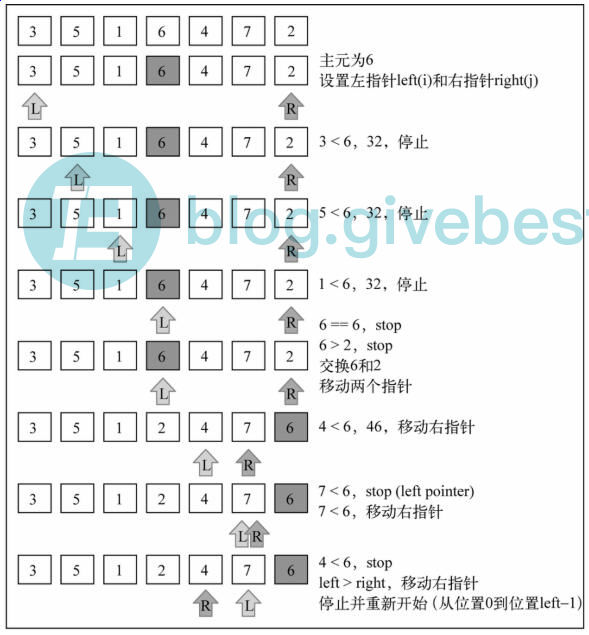 3 5 1 6 4 7 2
3 5 1 6 4 7 2
主元为6
设置左指针left(i)和右指针right(j)
L R
3 5 1 6 4 7 2
3 < 6，32，停止
L R
3 5 1 6 4 7 2
5 < 6，32，停止
blog.givebest
L R
3 5 1 6 4 7 2
1 < 6，32，停止
L R
3 5 1 6 4 7 2
6 == 6，stop
6 > 2，stop
交换6和2
移动两个指针
L R
3 5 1 2 4 7 6
4 < 6，46，移动右指针
L R
3 5 1 2 4 7 6
7 < 6，stop (left pointer)
7 < 6，移动右指针
L R
3 5 1 2 4 7 6
4 < 6，stop
left > right，移动右指针
停止并重新开始 (从位置0到位置left–1)
R L